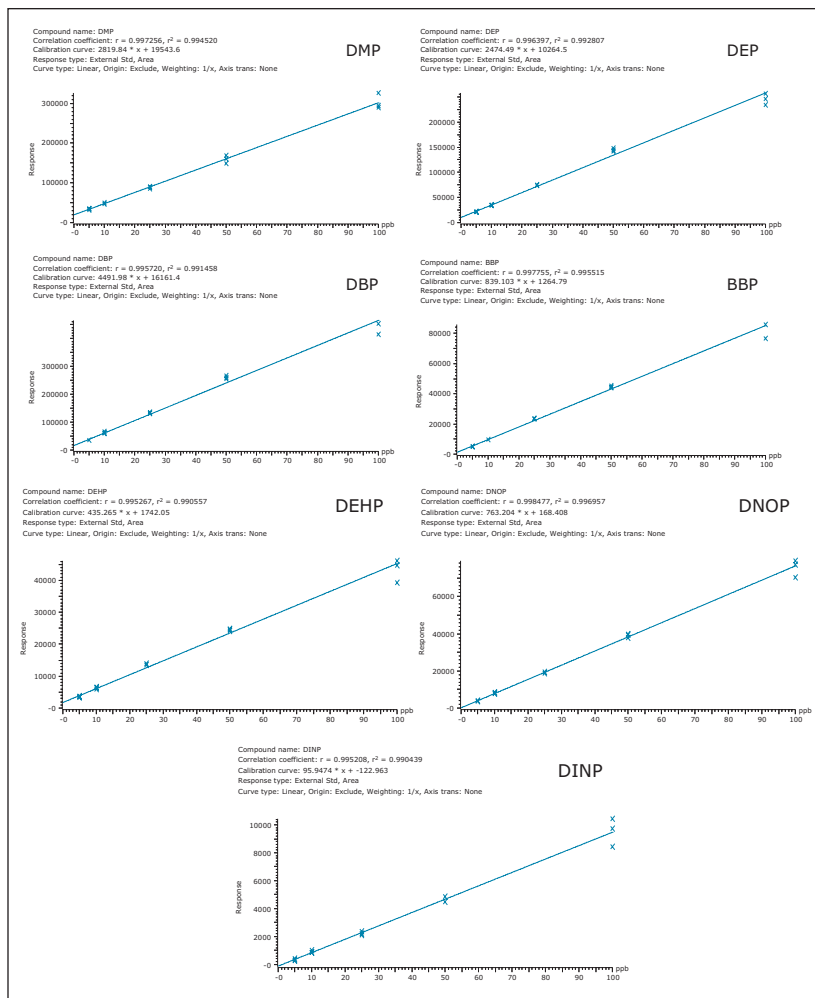 Compound name: DMP
Correlation coefficient: r = 0.997256, r² = 0.994520
Calibration curve: 2819.84 * x + 19543.6
Response type: External Std, Area
Curve type: Linear, Origin: Exclude, Weighting: 1/x, Axis trans: None
DMP
300000
200000
100000
-0
Response
-0 10 20 30 40 50 60 70 80 90 100
ppb
Compound name: DEP
Correlation coefficient: r = 0.996397, r² = 0.992807
Calibration curve: 2474.49 * x + 10264.5
Response type: External Std, Area
Curve type: Linear, Origin: Exclude, Weighting: 1/x, Axis trans: None
DEP
200000
150000
100000
50000
-0
Response
-0 10 20 30 40 50 60 70 80 90 100
ppb
Compound name: DBP
Correlation coefficient: r = 0.995720, r² = 0.991458
Calibration curve: 4491.98 * x + 16161.4
Response type: External Std, Area
Curve type: Linear, Origin: Exclude, Weighting: 1/x, Axis trans: None
DBP
300000
200000
100000
-0
Response
-0 10 20 30 40 50 60 70 80 90 100
ppb
Compound name: BBP
Correlation coefficient: r = 0.997755, r² = 0.995515
Calibration curve: 839.103 * x + 1264.79
Response type: External Std, Area
Curve type: Linear, Origin: Exclude, Weighting: 1/x, Axis trans: None
BBP
80000
60000
40000
20000
-0
Response
-0 10 20 30 40 50 60 70 80 90 100
ppb
Compound name: DEHP
Correlation coefficient: r = 0.995267, r² = 0.990557
Calibration curve: 435.265 * x + 1742.05
Response type: External Std, Area
Curve type: Linear, Origin: Exclude, Weighting: 1/x, Axis trans: None
DEHP
40000
30000
20000
10000
-0
Response
-0 10 20 30 40 50 60 70 80 90 100
ppb
Compound name: DNOP
Correlation coefficient: r = 0.998477, r² = 0.996957
Calibration curve: 763.204 * x + 168.408
Response type: External Std, Area
Curve type: Linear, Origin: Exclude, Weighting: 1/x, Axis trans: None
DNOP
60000
40000
20000
-0
Response
-0 10 20 30 40 50 60 70 80 90 100
ppb
Compound name: DINP
Correlation coefficient: r = 0.995208, r² = 0.990439
Calibration curve: 95.9474 * x + -122.963
Response type: External Std, Area
Curve type: Linear, Origin: Exclude, Weighting: 1/x, Axis trans: None
DINP
10000
8000
6000
4000
2000
-0
Response
-0 10 20 30 40 50 60 70 80 90 100
ppb